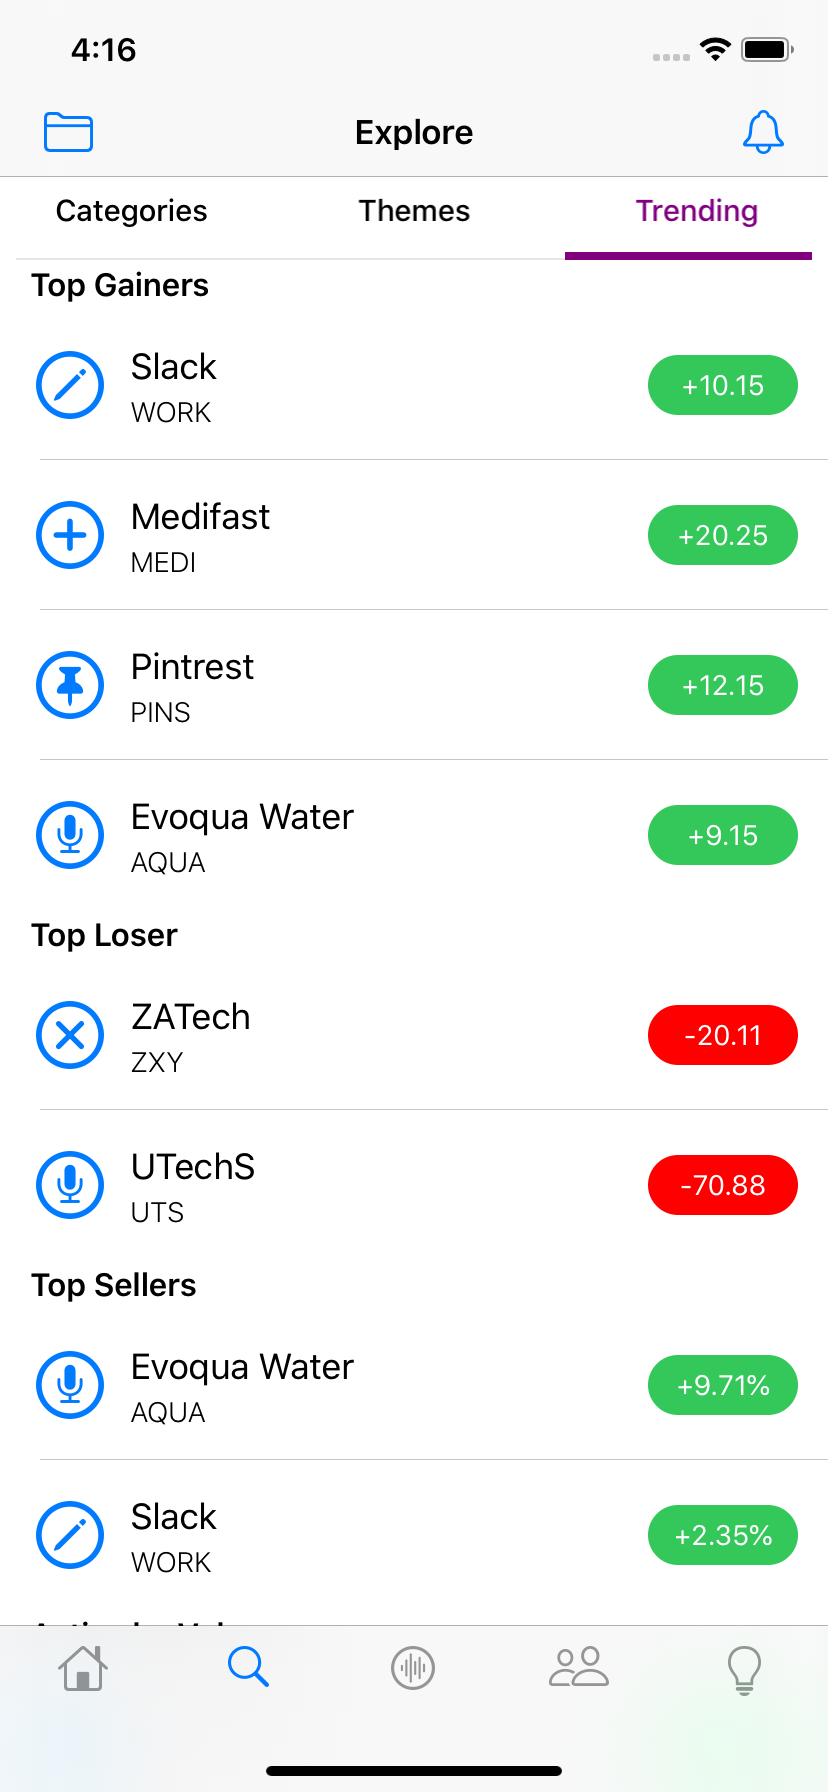 4:16
Explore
Categories Themes Trending
Top Gainers
Slack
WORK
+10.15
Medifast
MEDI
+20.25
Pintrest
PINS
+12.15
Evoqua Water
AQUA
+9.15
Top Loser
ZATech
ZXY
-20.11
UTechS
UTS
-70.88
Top Sellers
Evoqua Water
AQUA
+9.71%
Slack
WORK
+2.35%